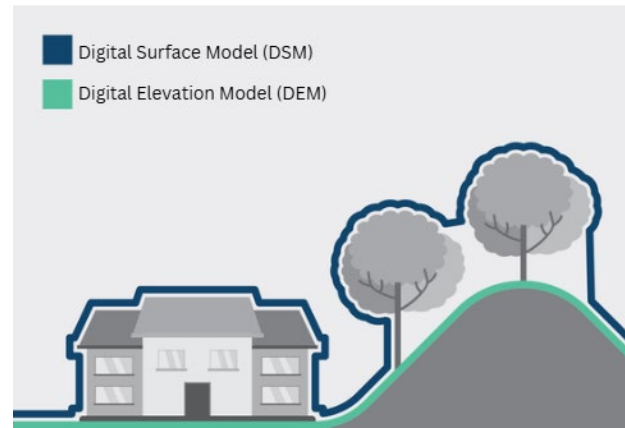 Digital Surface Model (DSM)
Digital Elevation Model (DEM)